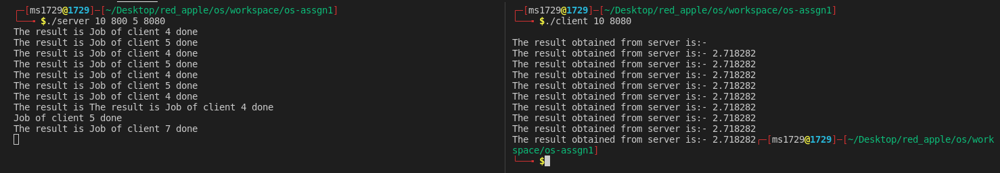 ┌─[ms1729@1729]─[~/Desktop/red_apple/os/workspace/os-assgn1]
└──╼ $./server 10 800 5 8080
The result is Job of client 4 done
The result is Job of client 5 done
The result is Job of client 4 done
The result is Job of client 5 done
The result is Job of client 4 done
The result is Job of client 5 done
The result is Job of client 4 done
The result is The result is Job of client 4 done
Job of client 5 done
The result is Job of client 7 done
┌─[ms1729@1729]─[~/Desktop/red_apple/os/workspace/os-assgn1]
└──╼ $./client 10 8080
The result obtained from server is:-
The result obtained from server is:- 2.718282
The result obtained from server is:- 2.718282
The result obtained from server is:- 2.718282
The result obtained from server is:- 2.718282
The result obtained from server is:- 2.718282
The result obtained from server is:- 2.718282
The result obtained from server is:- 2.718282
The result obtained from server is:- 2.718282
The result obtained from server is:- 2.718282┌─[ms1729@1729]─[~/Desktop/red_apple/os/work
space/os-assgn1]
└──╼ $